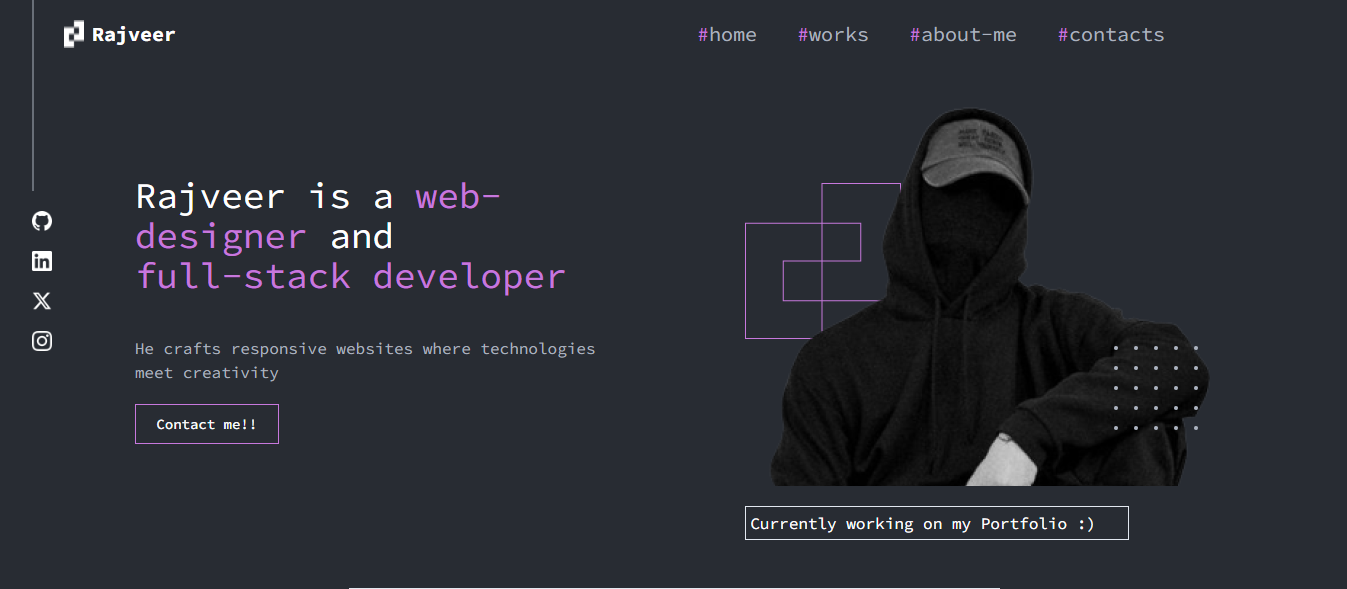 Rajveer
#home #works #about-me #contacts
Rajveer is a web-
designer and
full-stack developer
He crafts responsive websites where technologies
meet creativity
Contact me!!
Currently working on my Portfolio :)